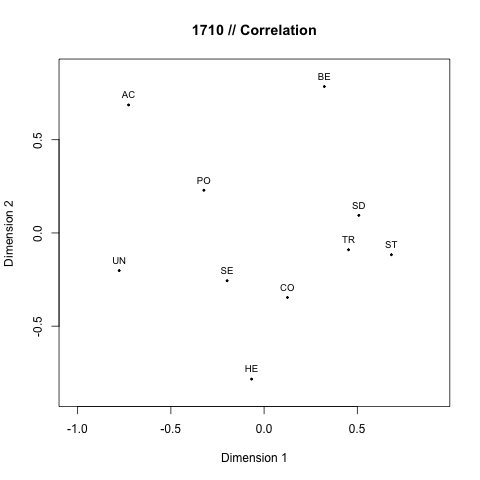 1710 // Correlation
BE
AC
PO
SD
TR
ST
UN
SE
CO
HE
Dimension 2
0.5
0.0
-0.5
-1.0 -0.5 0.0 0.5
Dimension 1